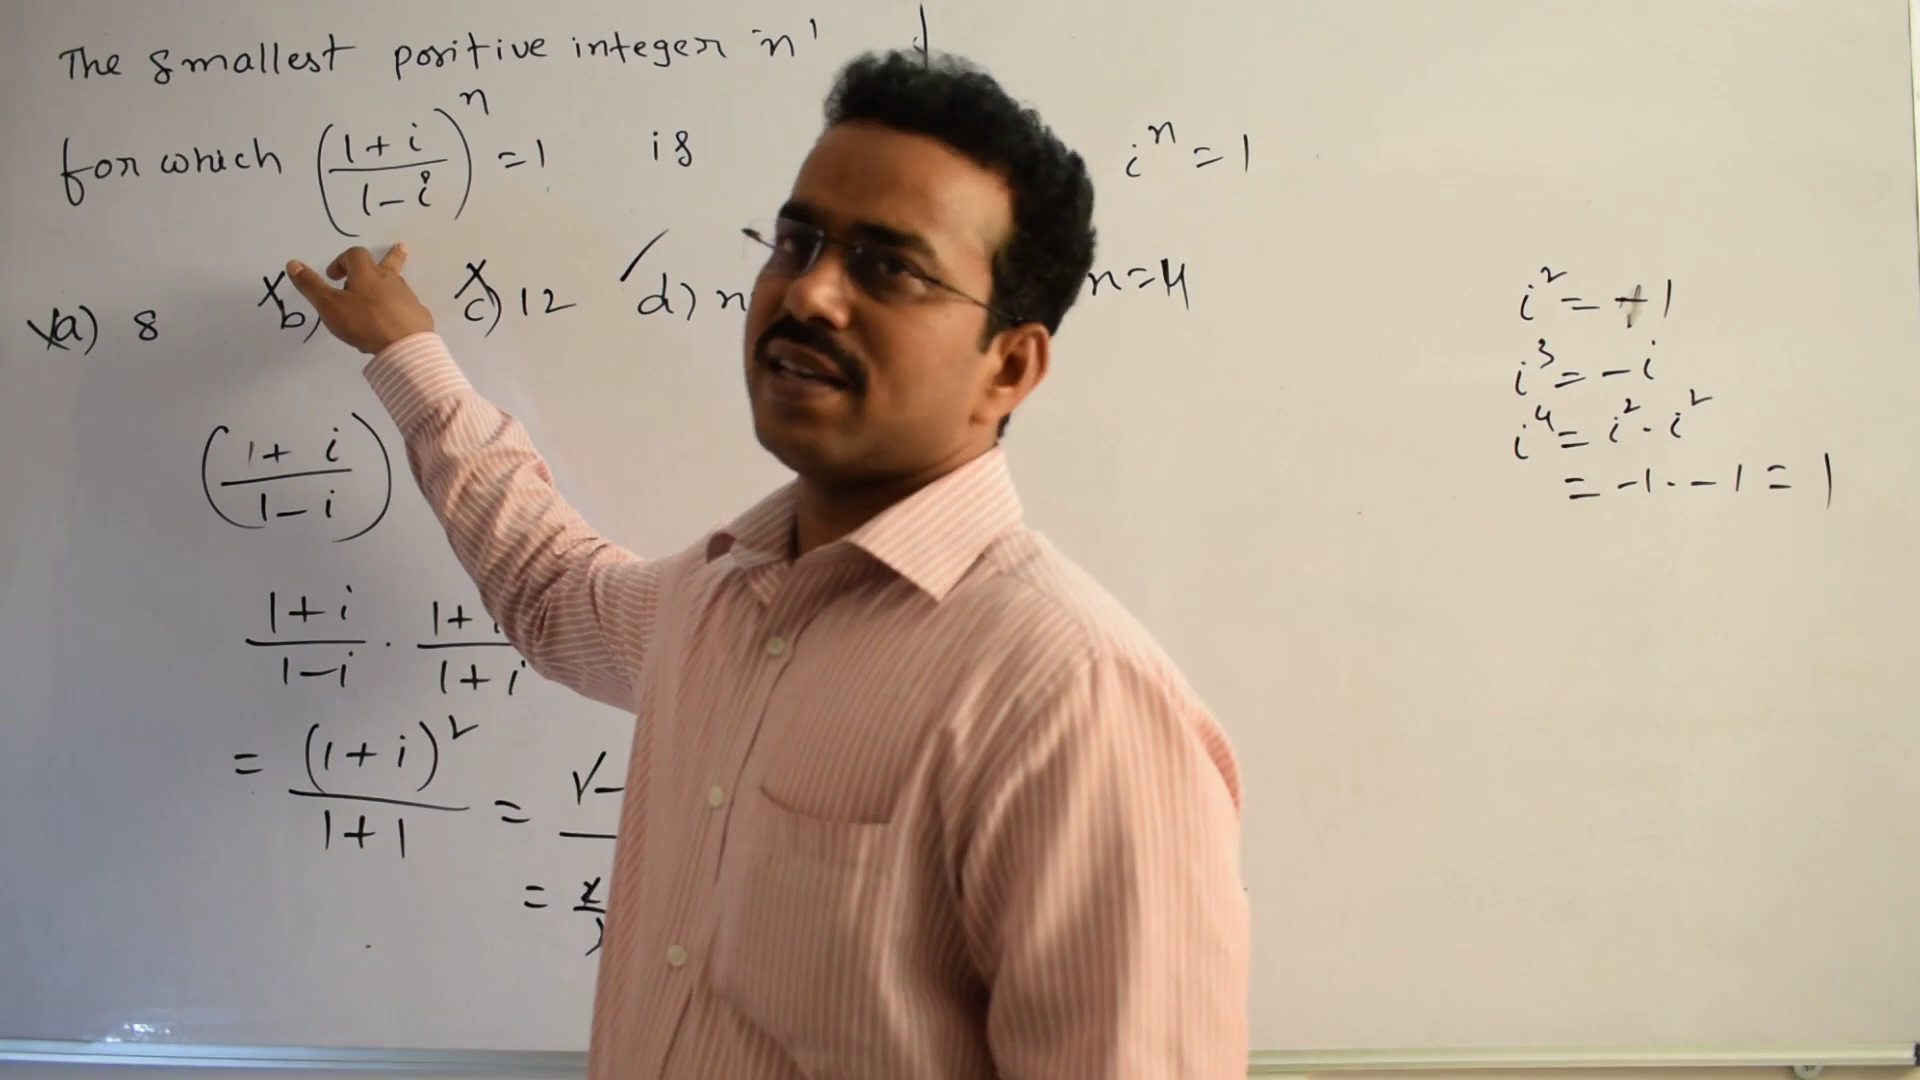 The smallest positive integer 'n'
for which ((1+i)/(1-i))^n = 1 is
i^n = 1
a) 8 b) c) 12 d) n
n=4
i^2 = -1
i^3 = -i
i^4 = i^2 . i^2
= -1 . -1 = 1
((1+i)/(1-i))
(1+i)/(1-i) . (1+i)/(1+i)
= (1+i)^2/(1+1) =
=